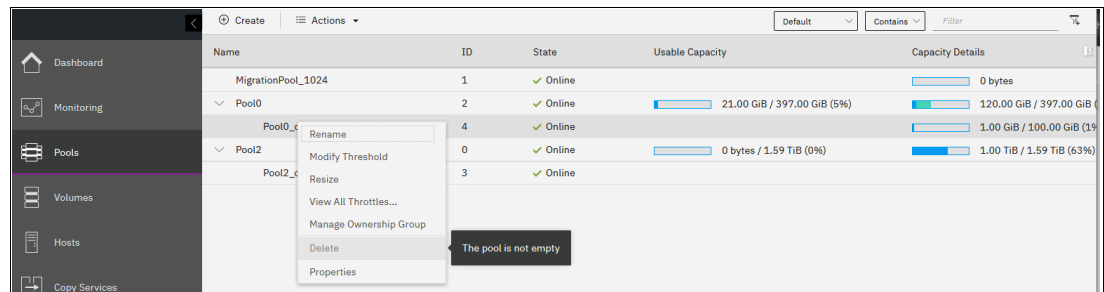 Create
Actions
Default
Contains
Filter
Name ID State Usable Capacity Capacity Details
Dashboard
MigrationPool_1024 1 Online 0 bytes
Monitoring
Pool0 2 Online 21.00 GiB / 397.00 GiB (5%) 120.00 GiB / 397.00 GiB (
Pool0_c 4 Online 1.00 GiB / 100.00 GiB (1%
Rename
Pools
Pool2 0 Online 0 bytes / 1.59 TiB (0%) 1.00 TiB / 1.59 TiB (63%)
Modify Threshold
Pool2_c 3 Online
Resize
Volumes
View All Throttles...
Manage Ownership Group
Hosts
Delete
The pool is not empty
Properties
Copy Services